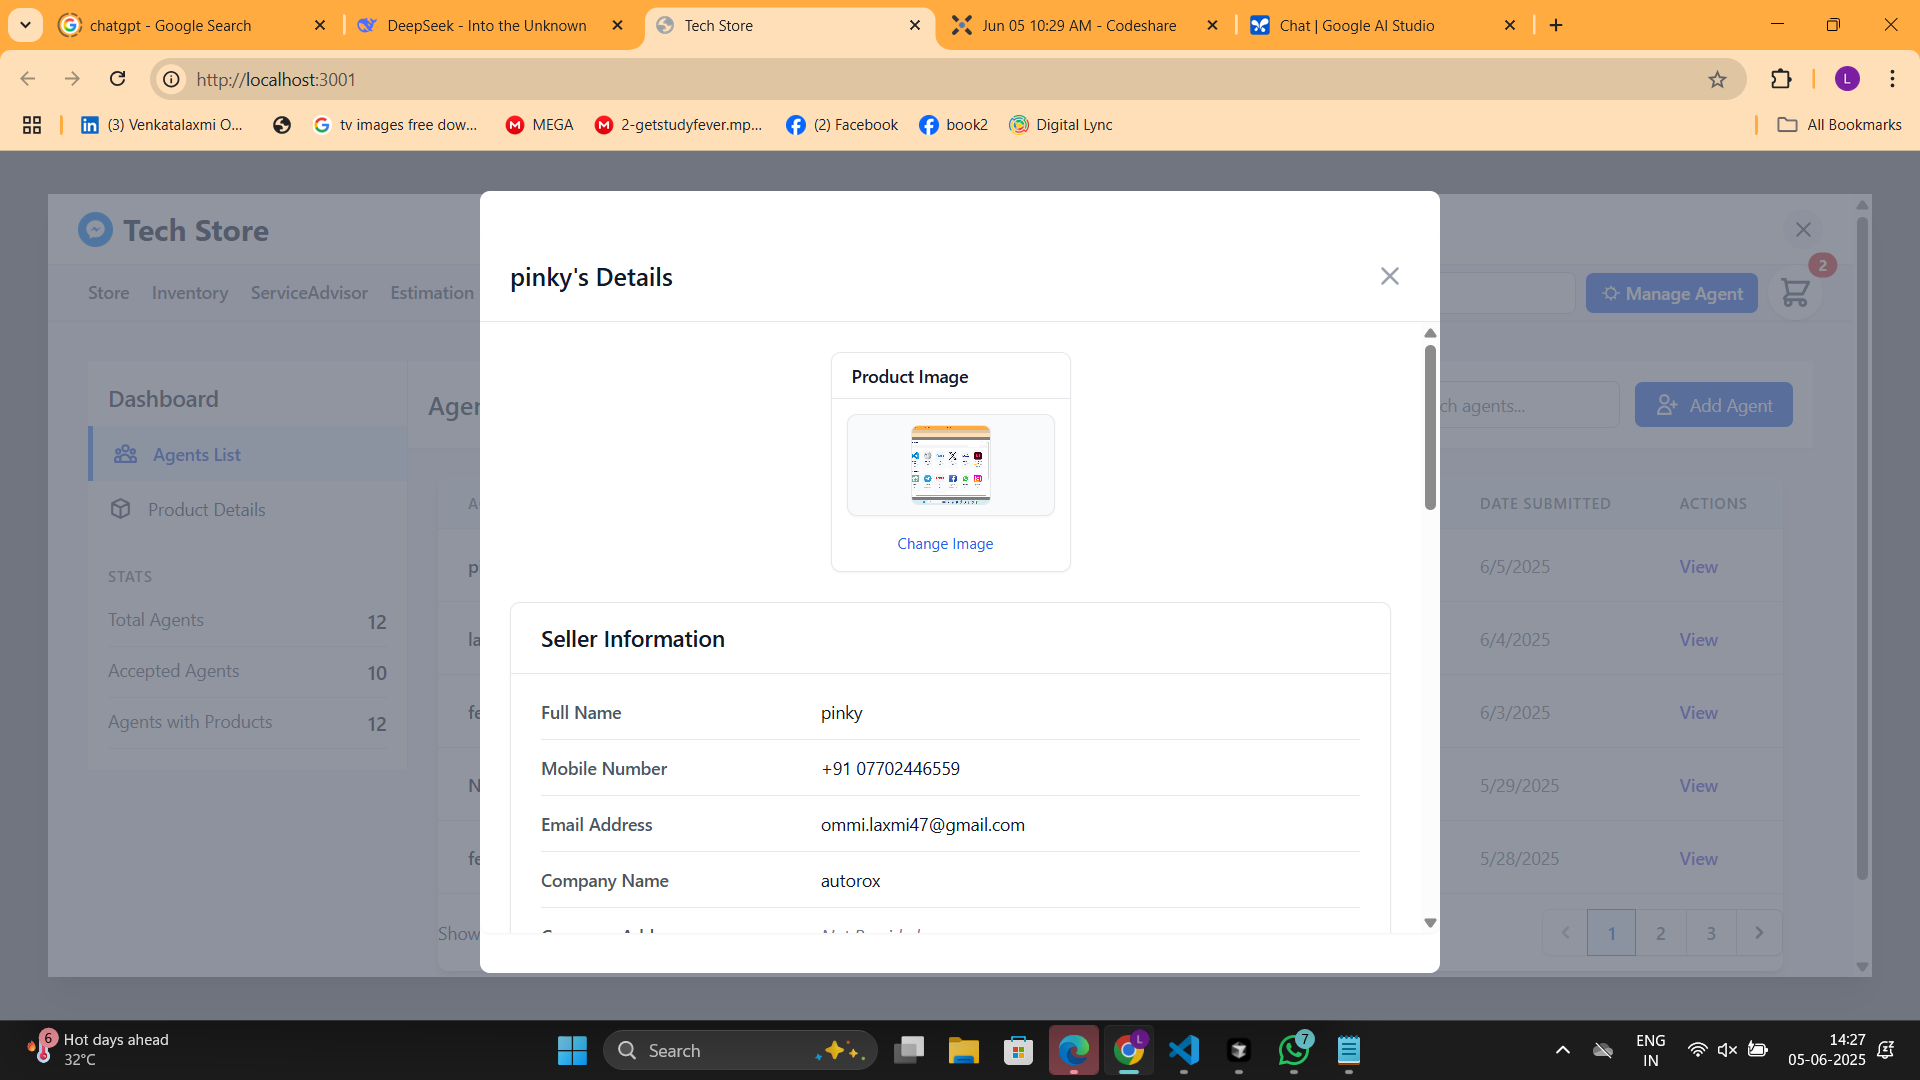 chatgpt - Google Search
DeepSeek - Into the Unknown
Tech Store
Jun 05 10:29 AM - Codeshare
Chat | Google AI Studio
http://localhost:3001
L
(3) Venkatalaxmi O...
tv images free dow...
MEGA
2-getstudyfever.mp...
(2) Facebook
book2
Digital Lync
All Bookmarks
Tech Store
Store
Inventory
ServiceAdvisor
Estimation
Manage Agent
2
Dashboard
Agents List
Product Details
STATS
Total Agents 12
Accepted Agents 10
Agents with Products 12
Agen
ch agents...
Add Agent
A
DATE SUBMITTED
ACTIONS
p
6/5/2025
View
la
6/4/2025
View
fe
6/3/2025
View
N
5/29/2025
View
fe
5/28/2025
View
Show
1
2
3
pinky's Details
Product Image
Change Image
Seller Information
Full Name pinky
Mobile Number +91 07702446559
Email Address ommi.laxmi47@gmail.com
Company Name autorox
6
Hot days ahead
32°C
Search
L
7
ENG
IN
14:27
05-06-2025